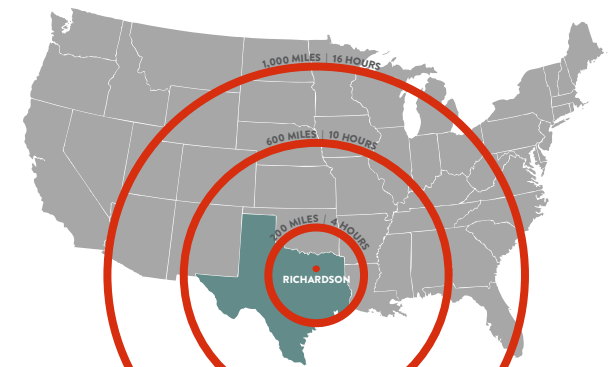 1,000 MILES | 16 HOURS
600 MILES | 10 HOURS
200 MILES | 4 HOURS
RICHARDSON